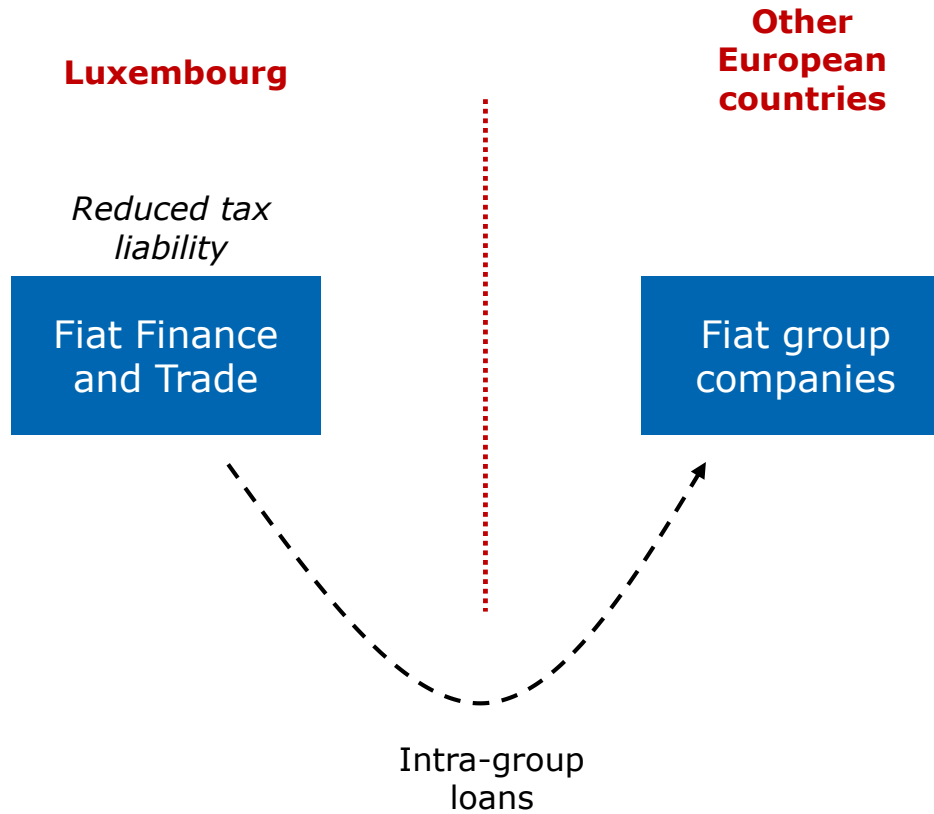 Luxembourg
Other
European
countries
Reduced tax
liability
Fiat Finance
and Trade
Fiat group
companies
Intra-group
loans